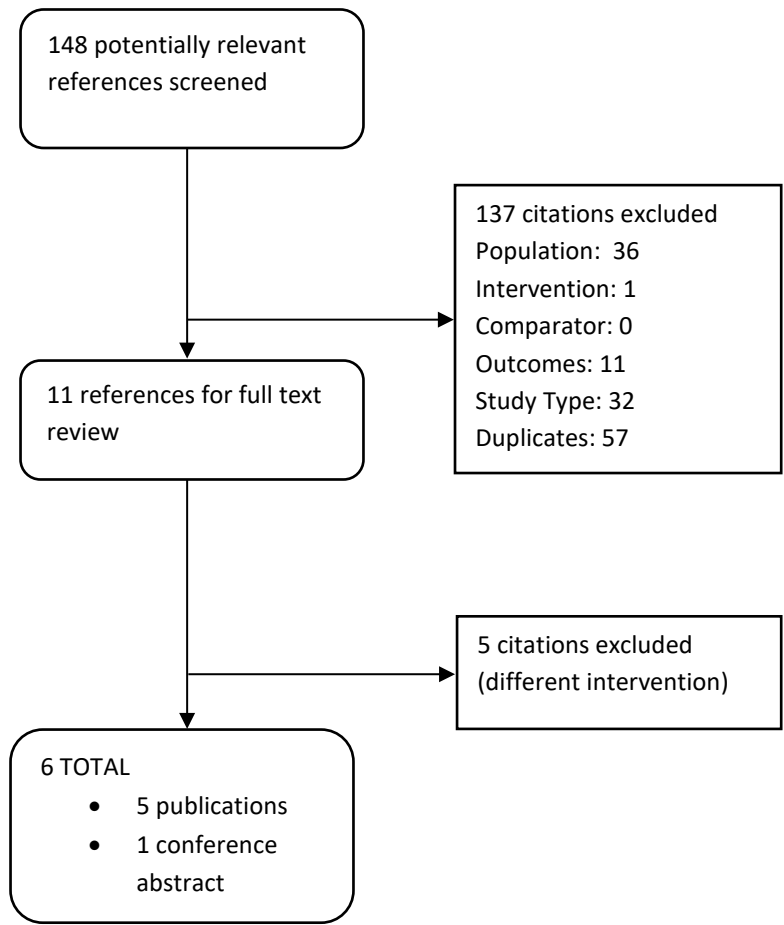 148 potentially relevant
references screened
137 citations excluded
Population:  36
Intervention: 1
Comparator: 0
Outcomes: 11
Study Type: 32
Duplicates: 57
11 references for full text
review
5 citations excluded
(different intervention)
6 TOTAL
• 5 publications
• 1 conference
abstract